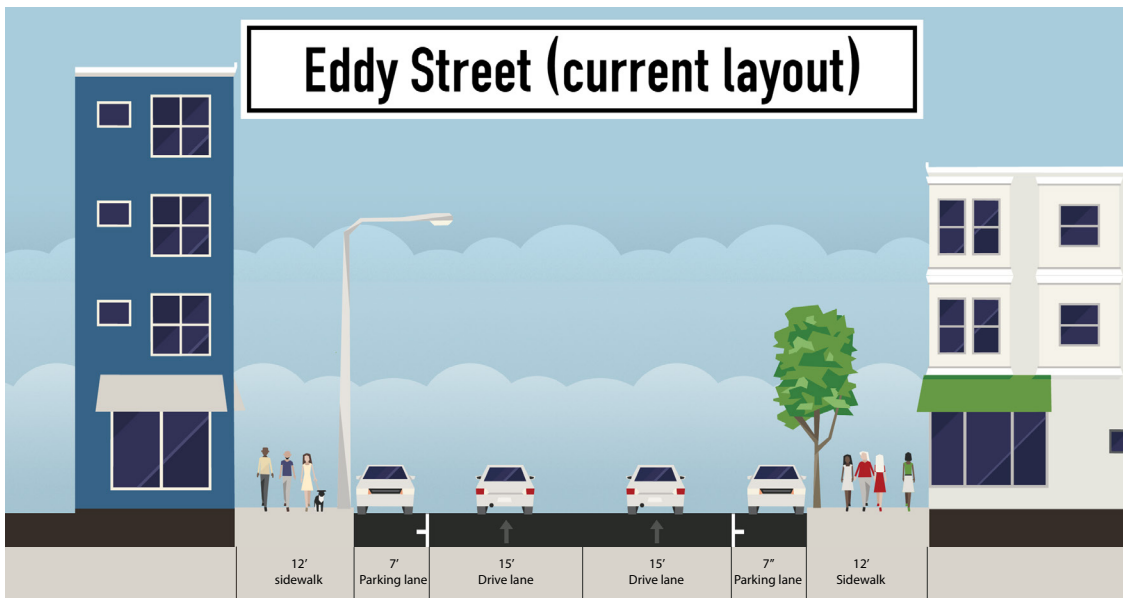 Eddy Street (current layout)
12'
sidewalk
7'
Parking lane
15'
Drive lane
15'
Drive lane
7"
Parking lane
12'
Sidewalk